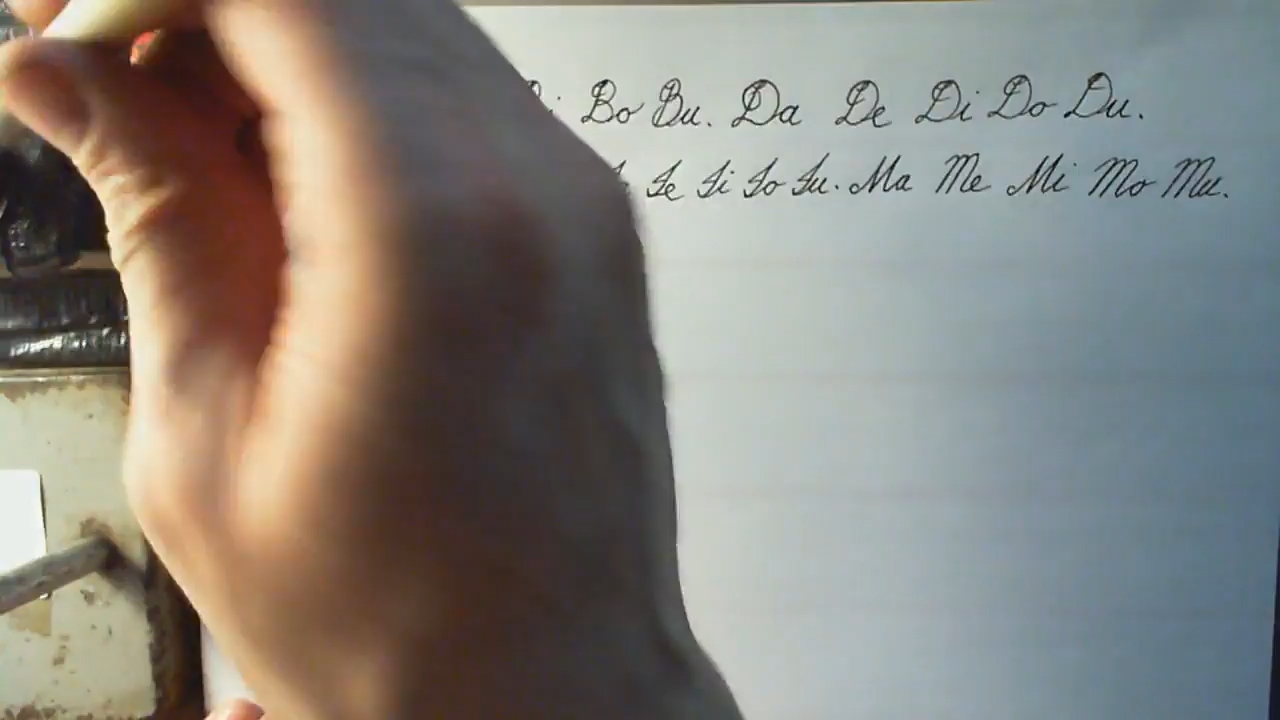 Bo Bu. Da De Di Do Du.
Fe Fi Fo Fu. Ma Me Mi Mo Mu.